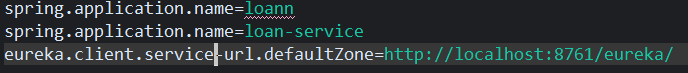 spring.application.name=loann
spring.application.name=loan-service
eureka.client.service-url.defaultZone=http://localhost:8761/eureka/